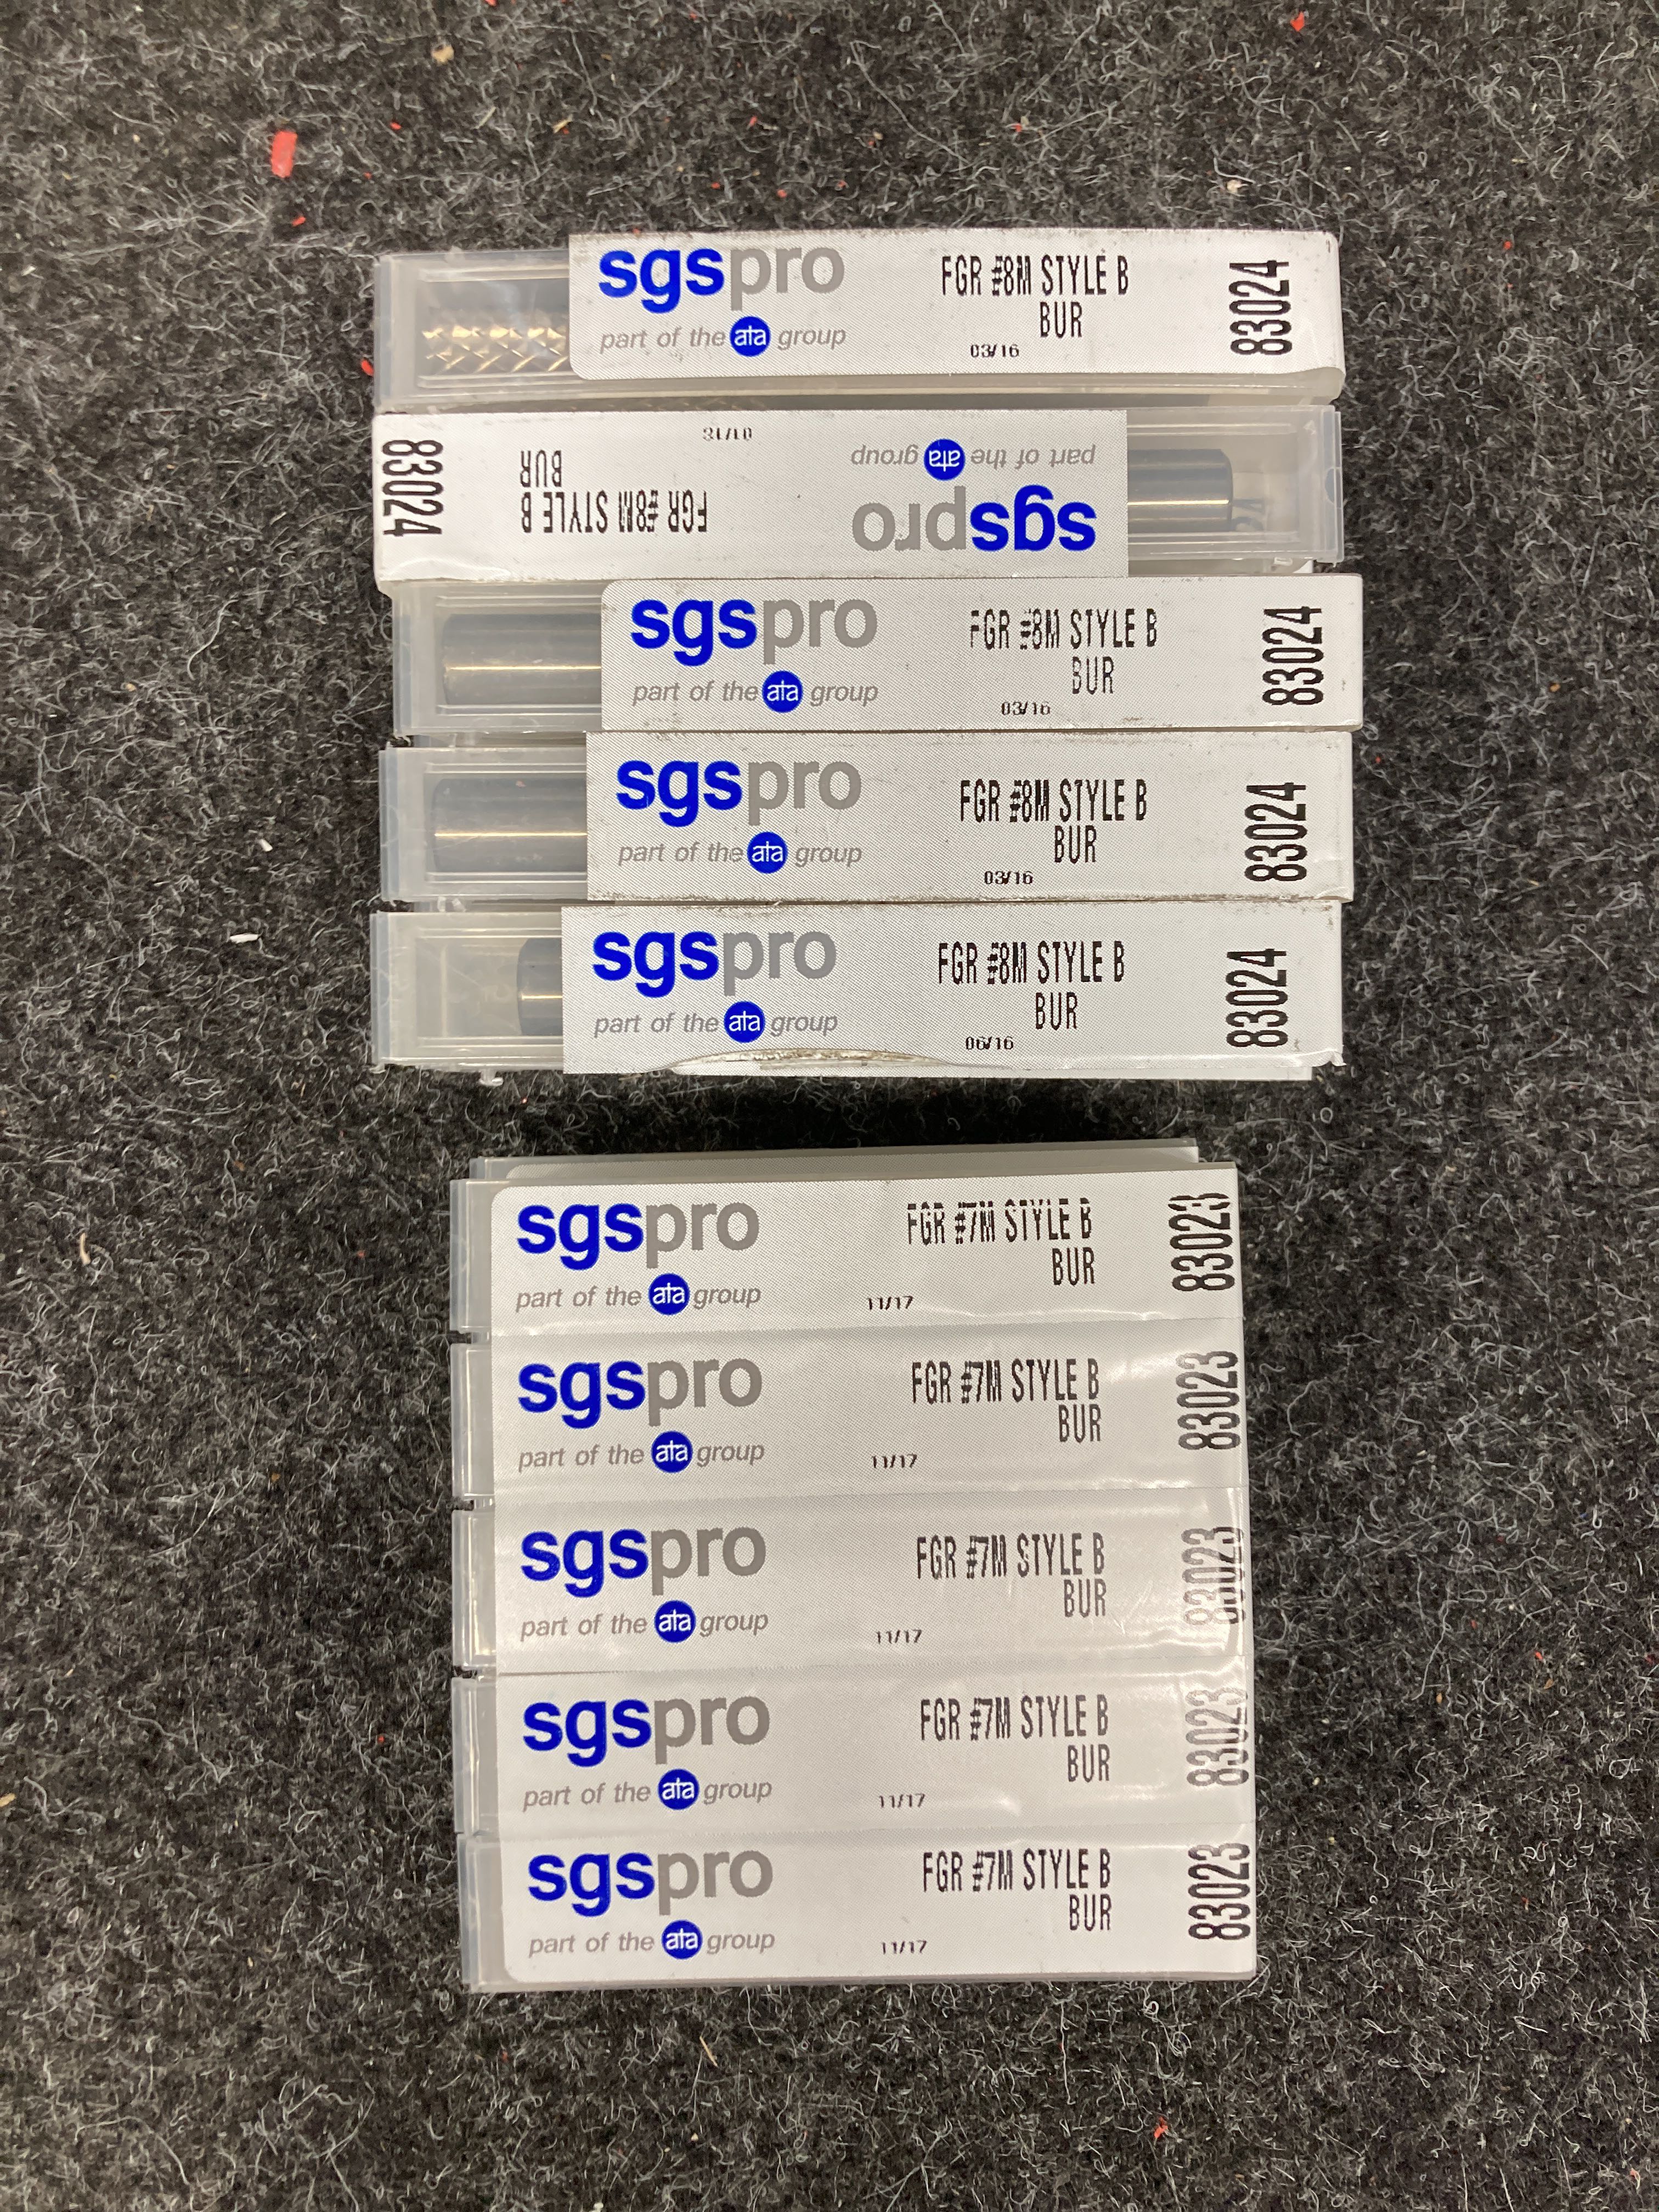 sgspro
part of the ata group
FGR #8M STYLE B
BUR
03/16
83024
sgspro
part of the ata group
FGR #8M STYLE B
BUR
83024
sgspro
part of the ata group
FGR #8M STYLE B
BUR
03/16
83024
sgspro
part of the ata group
FGR #8M STYLE B
BUR
03/16
83024
sgspro
part of the ata group
FGR #8M STYLE B
BUR
06/16
83024
sgspro
part of the ata group
FGR #7M STYLE B
BUR
11/17
83023
sgspro
part of the ata group
FGR #7M STYLE B
BUR
11/17
83023
sgspro
part of the ata group
FGR #7M STYLE B
BUR
11/17
83023
sgspro
part of the ata group
FGR #7M STYLE B
BUR
11/17
83023
sgspro
part of the ata group
FGR #7M STYLE B
BUR
11/17
83023